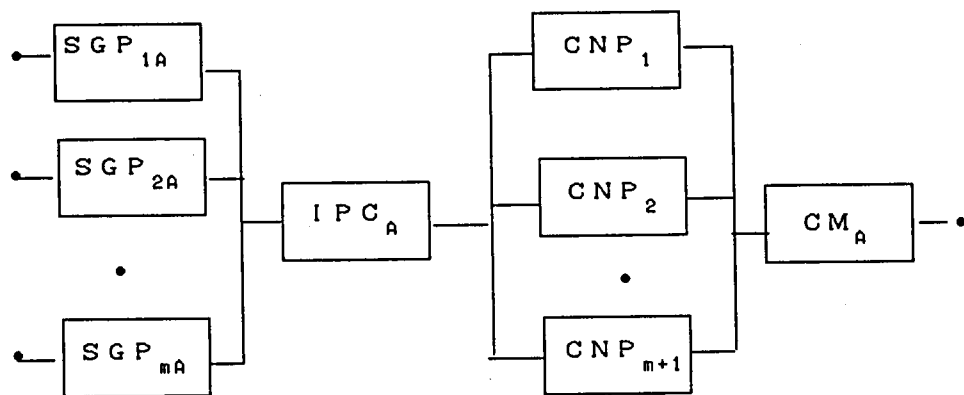 SGP1A
CNP1
SGP2A
IPCA
CNP2
CMA
SGPmA
CNPm+1